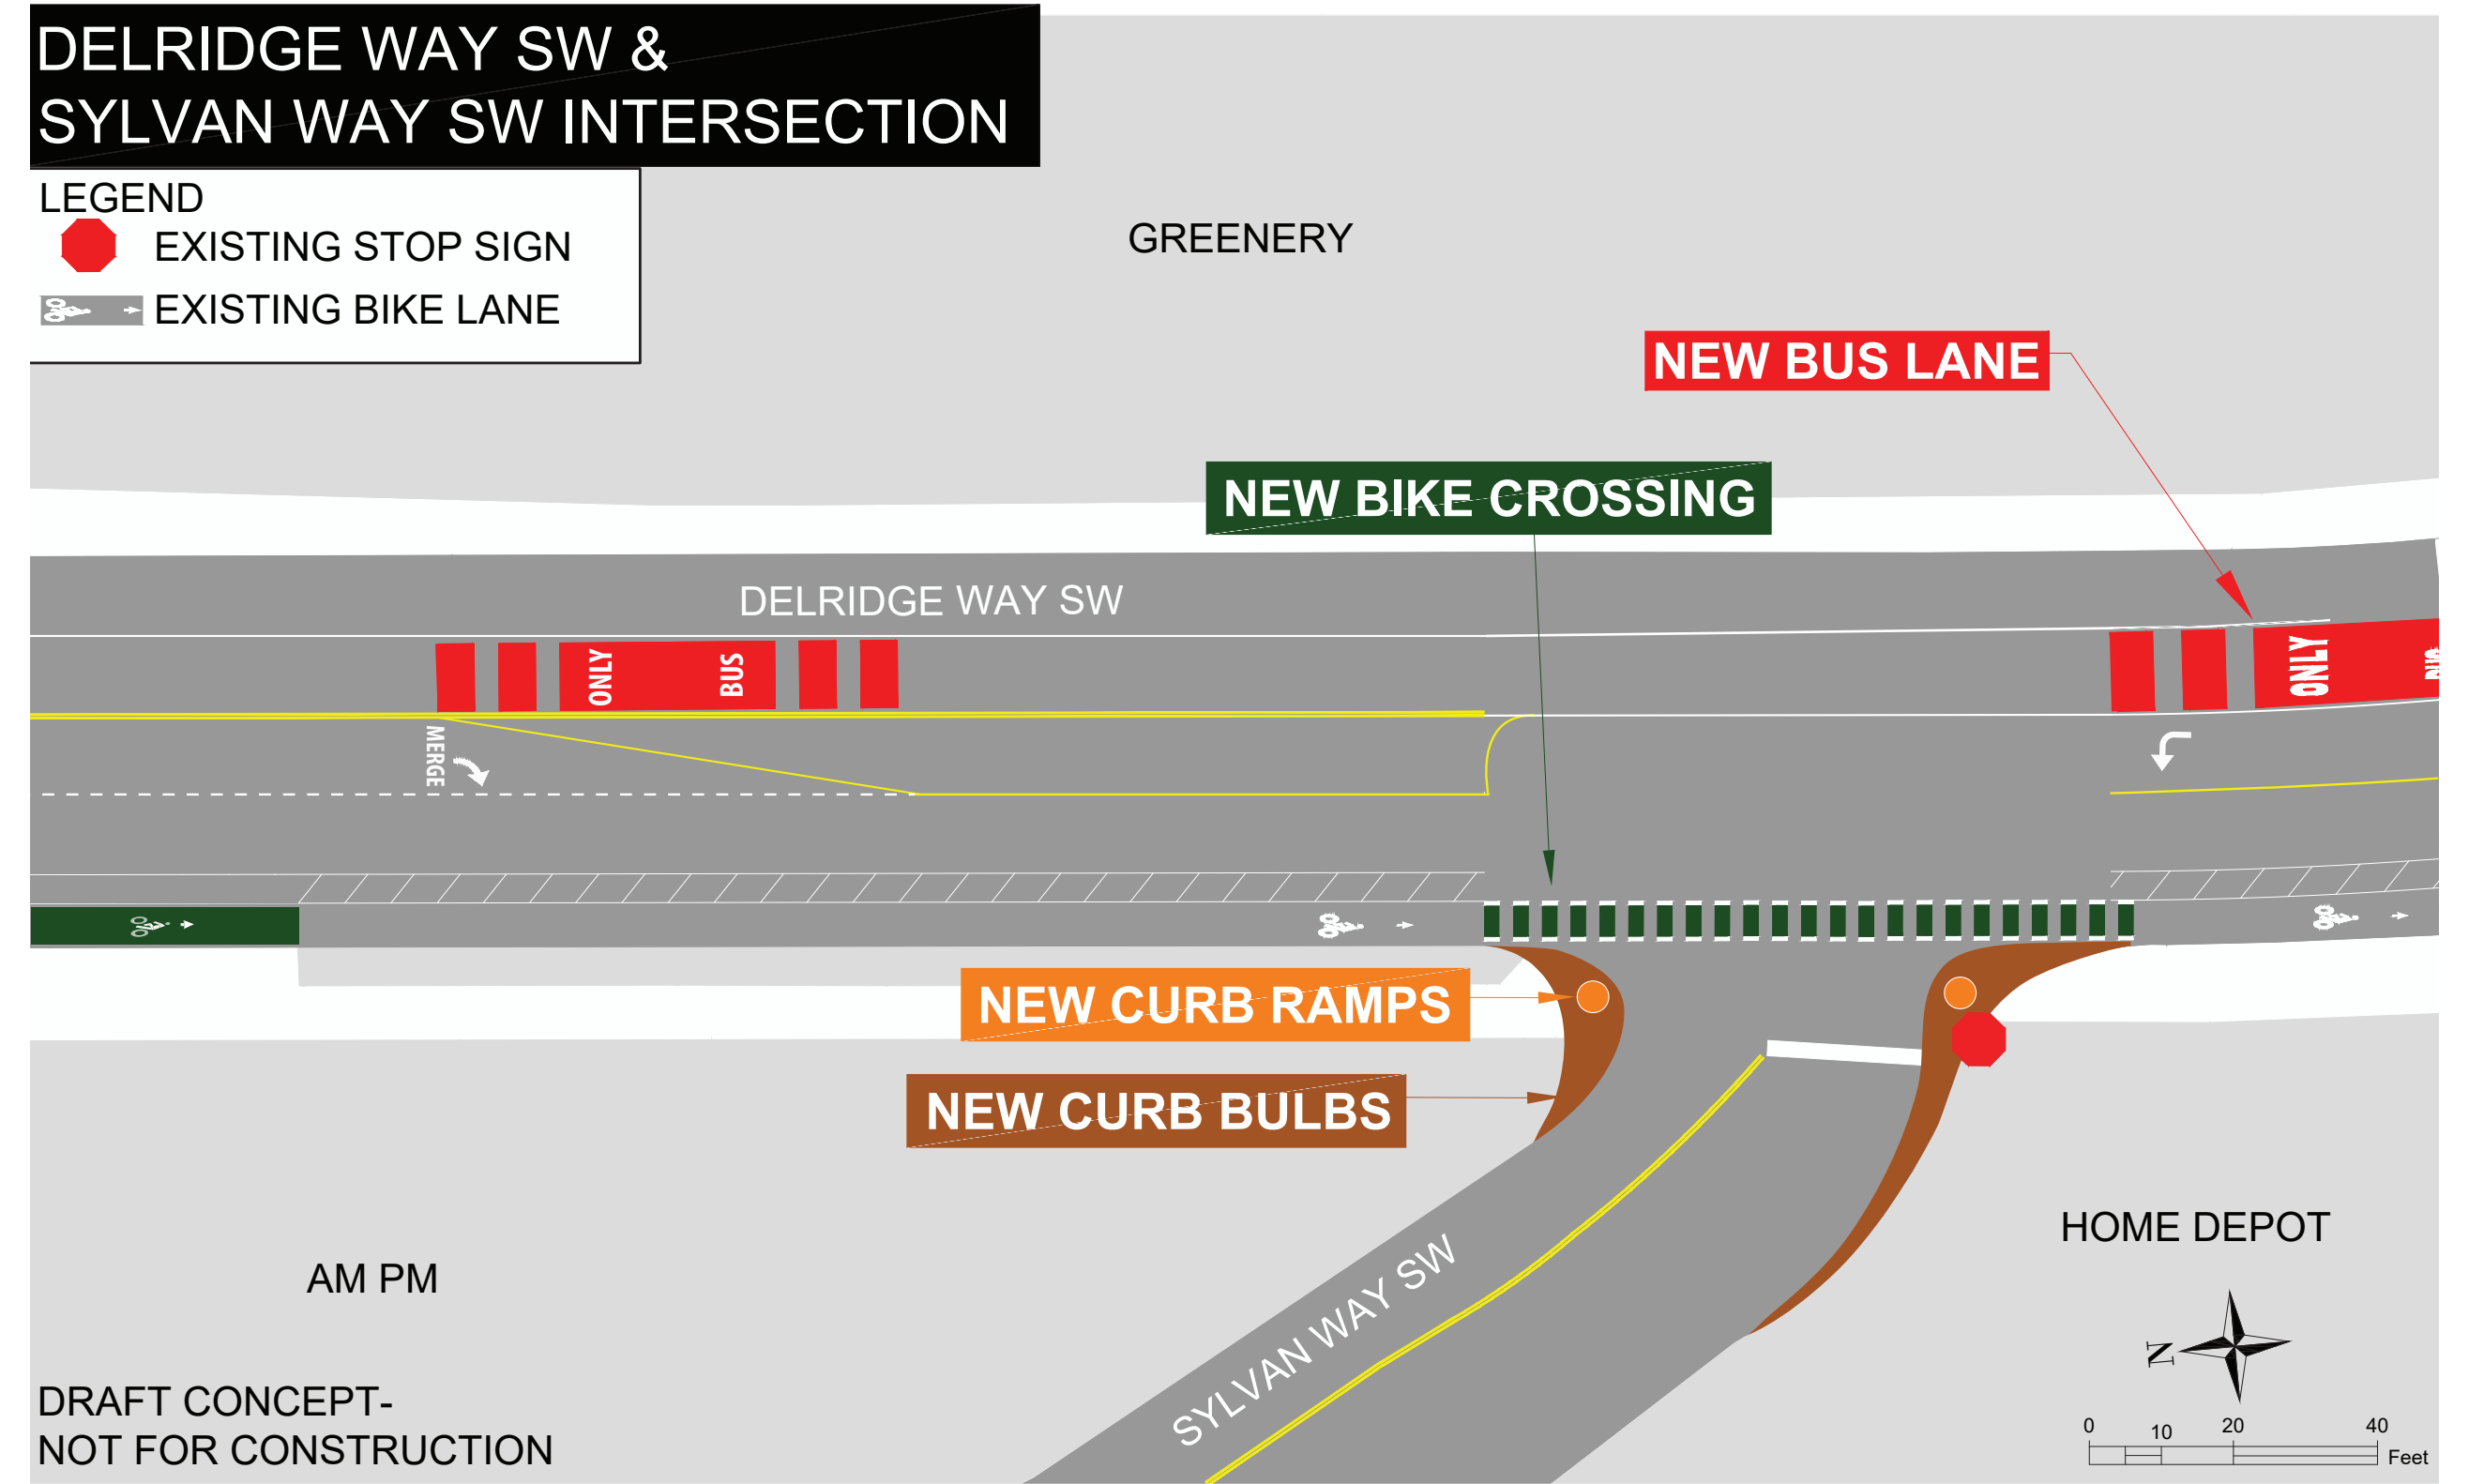 DELRIDGE WAY SW &
SYLVAN WAY SW INTERSECTION
LEGEND
EXISTING STOP SIGN
EXISTING BIKE LANE
GREENERY
NEW BUS LANE
NEW BIKE CROSSING
DELRIDGE WAY SW
ONLY
BUS
ONLY
BUS
MERGE
NEW CURB RAMPS
NEW CURB BULBS
SYLVAN WAY SW
HOME DEPOT
AM PM
N
DRAFT CONCEPT-
NOT FOR CONSTRUCTION
0 10 20 40
Feet